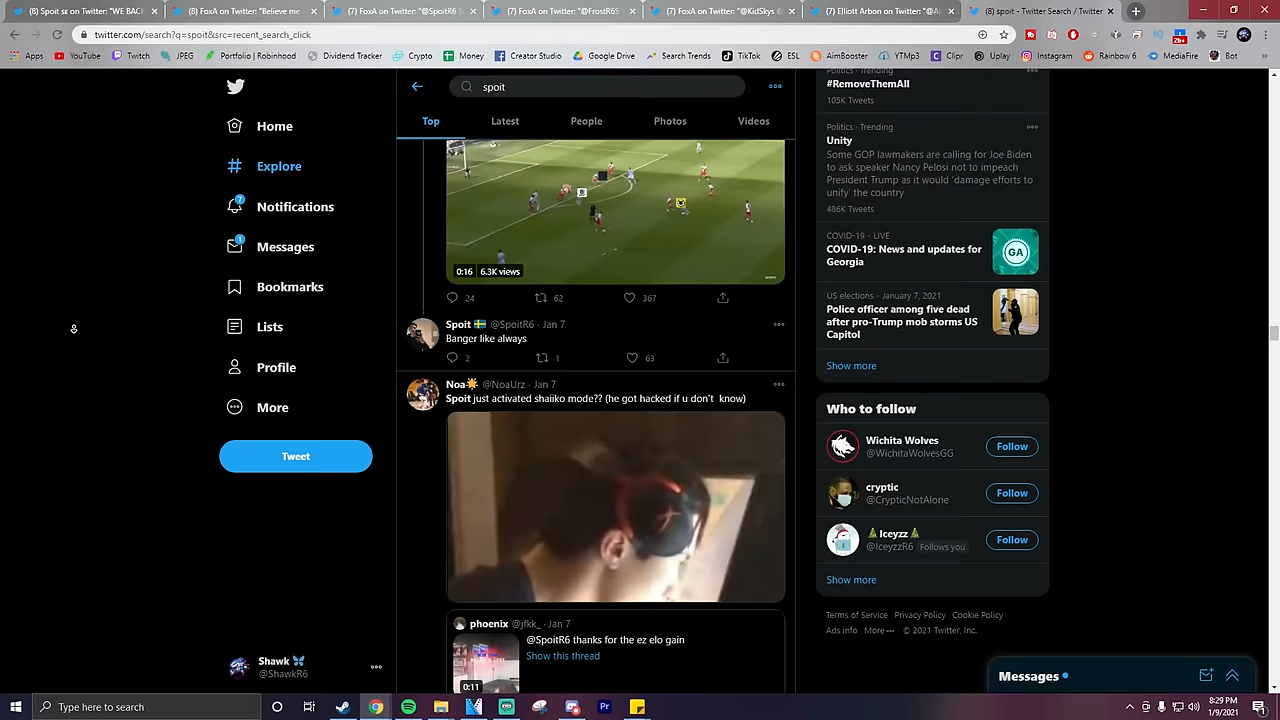 (8) Spoit sx on Twitter: "WE BACK
(8) FoxA on Twitter: "Believe me
(7) FoxA on Twitter: "@SpoitR6
(7) FoxA on Twitter: "@FrostR6S
(7) FoxA on Twitter: "@KidSkys @
(7) Elliott Arbon on Twitter: "@
(8) spoit - Twitter Search / Twitter
twitter.com/search?q=spoit&src=recent_search_click
Apps
YouTube
Twitch
JPEG
Portfolio | Robinhood
Dividend Tracker
Crypto
Money
Creator Studio
Google Drive
Search Trends
TikTok
ESL
AimBooster
YTMp3
Clipr
Uplay
Instagram
Rainbow 6
MediaFire
Bot
Home
Explore
Notifications
7
Messages
1
Bookmarks
Lists
Profile
More
Tweet
Shawk
@ShawkR6
spoit
Top
Latest
People
Photos
Videos
0:16 6.3K views
24
62
367
Spoit @SpoitR6 · Jan 7
Banger like always
2
1
63
Noa @NoaUrz · Jan 7
Spoit just activated shaiiko mode?? (he got hacked if u don't know)
phoenix @jfkk_ · Jan 7
@SpoitR6 thanks for the ez elo gain
Show this thread
0:11
Politics · Trending
#RemoveThemAll
105K Tweets
Politics · Trending
Unity
Some GOP lawmakers are calling for Joe Biden
to ask speaker Nancy Pelosi not to impeach
President Trump as it would 'damage efforts to
unify' the country
486K Tweets
COVID-19 · LIVE
COVID-19: News and updates for
Georgia
GA
US elections · January 7, 2021
Police officer among five dead
after pro-Trump mob storms US
Capitol
Show more
Who to follow
Wichita Wolves
@WichitaWolvesGG
Follow
cryptic
@CrypticNotAlone
Follow
Iceyzz
@IceyzzR6 Follows you
Follow
Show more
Terms of Service Privacy Policy Cookie Policy
Ads info More © 2021 Twitter, Inc.
Messages
Type here to search
8:29 PM
1/9/2021